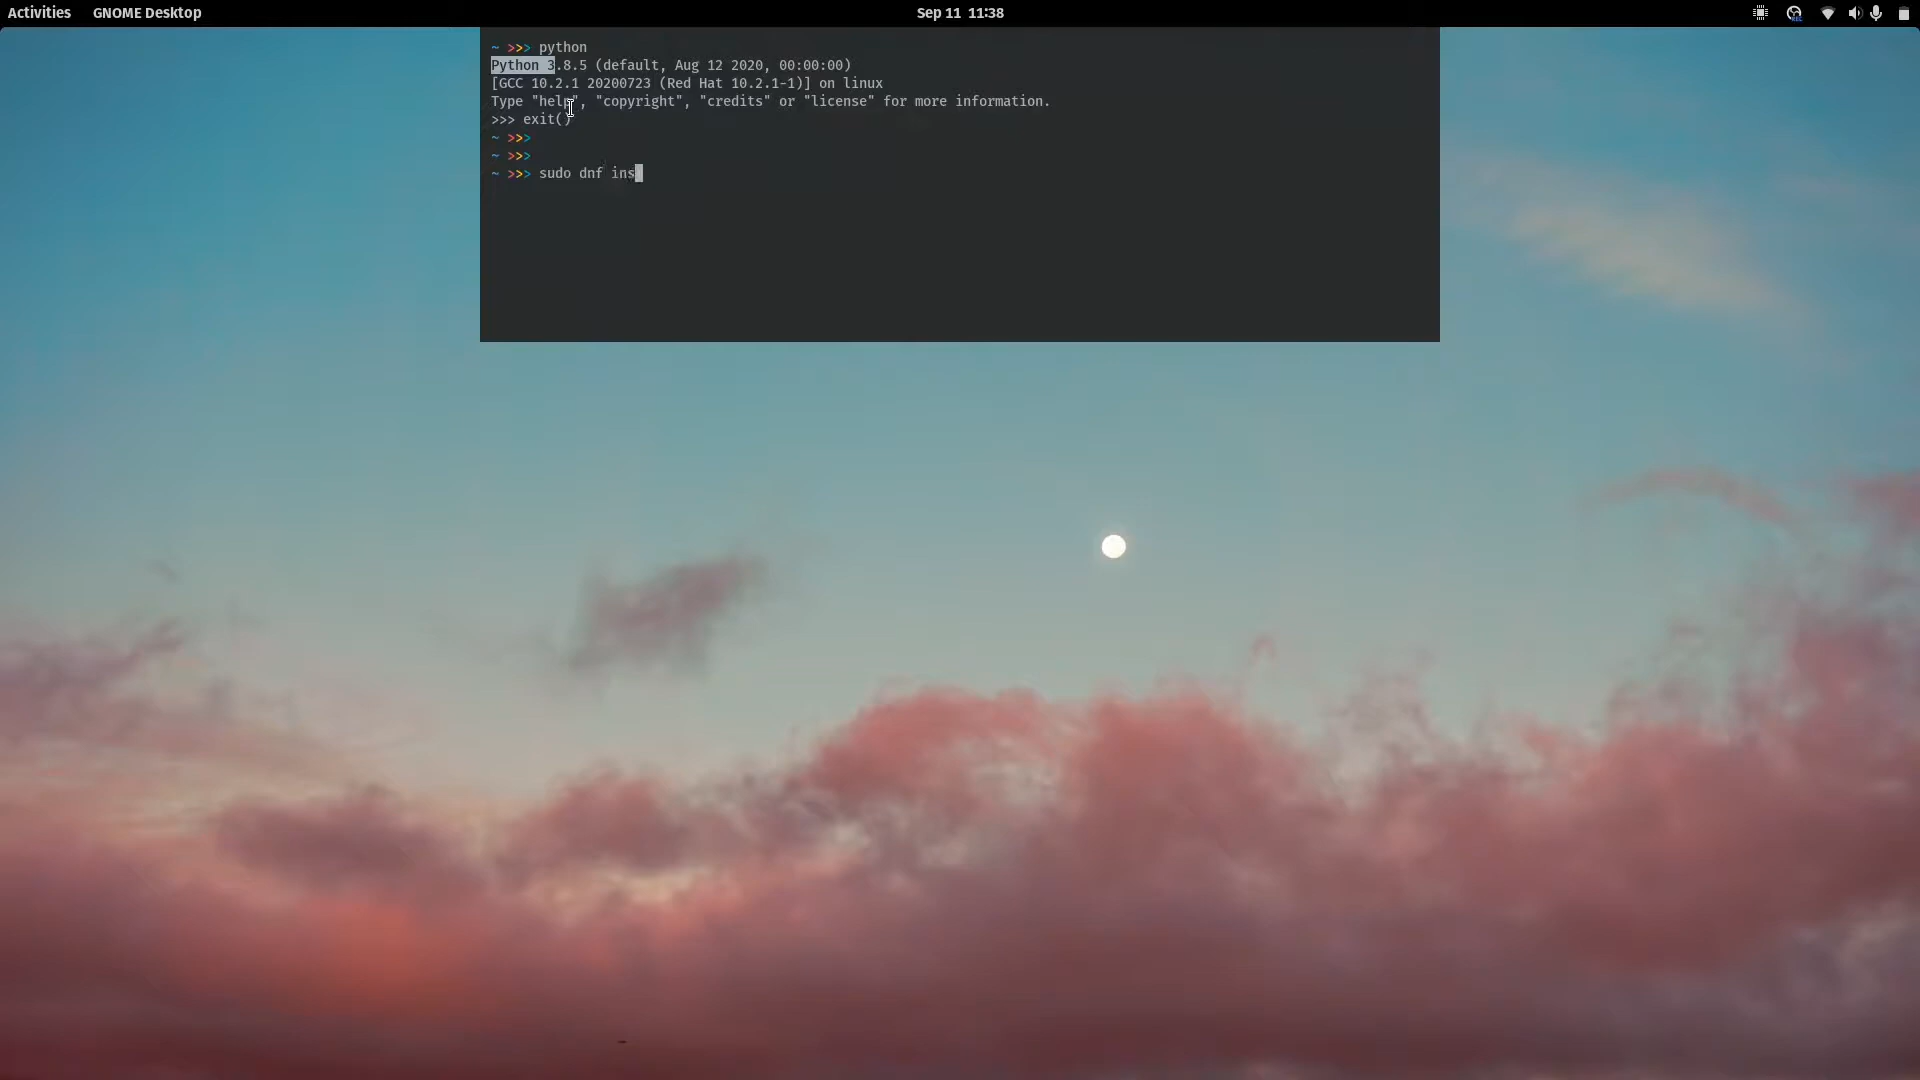 Activities GNOME Desktop Sep 11 11:38
~ >>> python
Python 3.8.5 (default, Aug 12 2020, 00:00:00)
[GCC 10.2.1 20200723 (Red Hat 10.2.1-1)] on linux
Type "help", "copyright", "credits" or "license" for more information.
>>> exit()
~ >>>
~ >>>
~ >>> sudo dnf ins